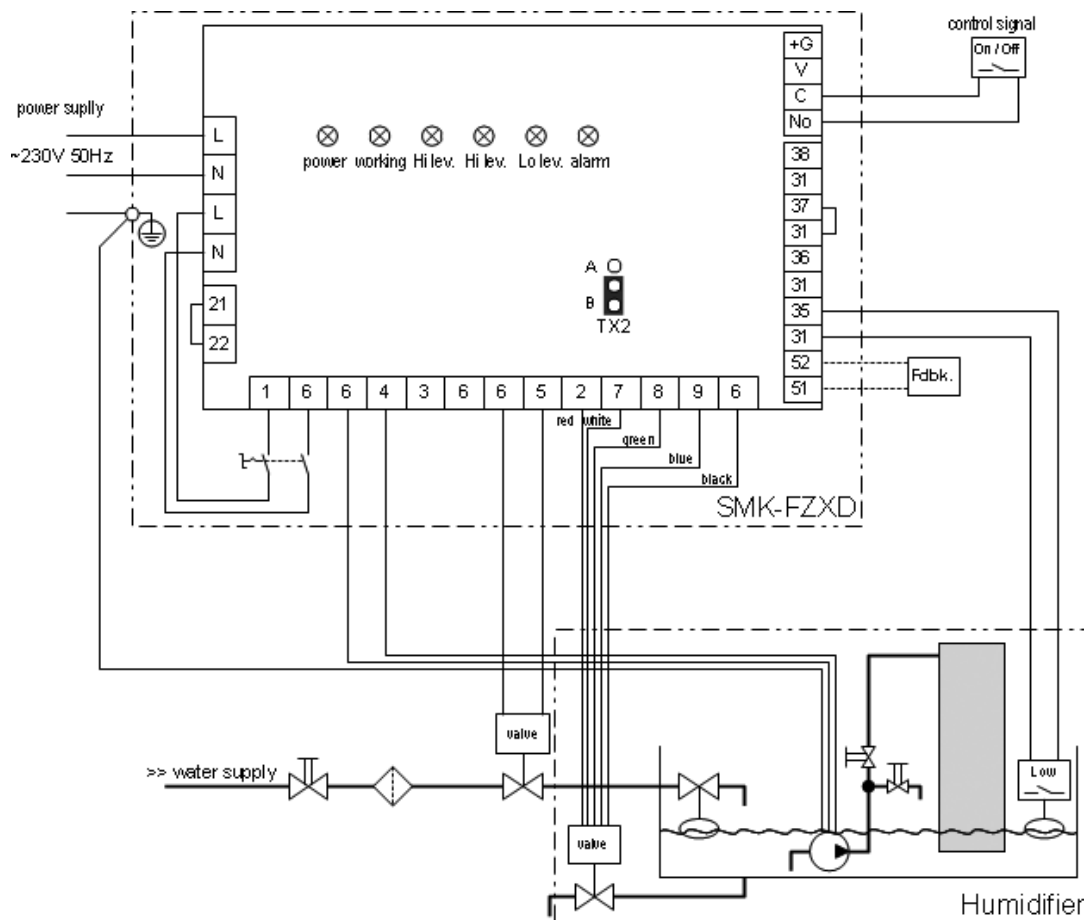 control signal
On / Off
+G
V
C
No
power suplly
~230V 50Hz
L
N
L
N
21
22
power working Hi lev. Hi lev. Lo lev. alarm
A
B
TX2
38
31
37
31
36
31
35
31
52
51
Fdbk.
1 6 6 4 3 6 6 5 2 7 8 9 6
red white
green
blue
black
SMK-FZXD
valve
>> water supply
Low
valve
Humidifier